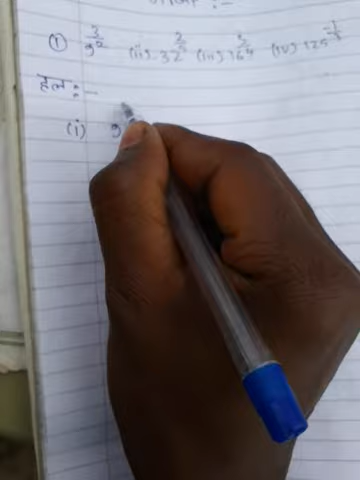 ① 9^{3/2} (ii) 32^{2/5} (iii) 16^{3/4} (iv) 125^{-1/3}
हल :-
(i) 9